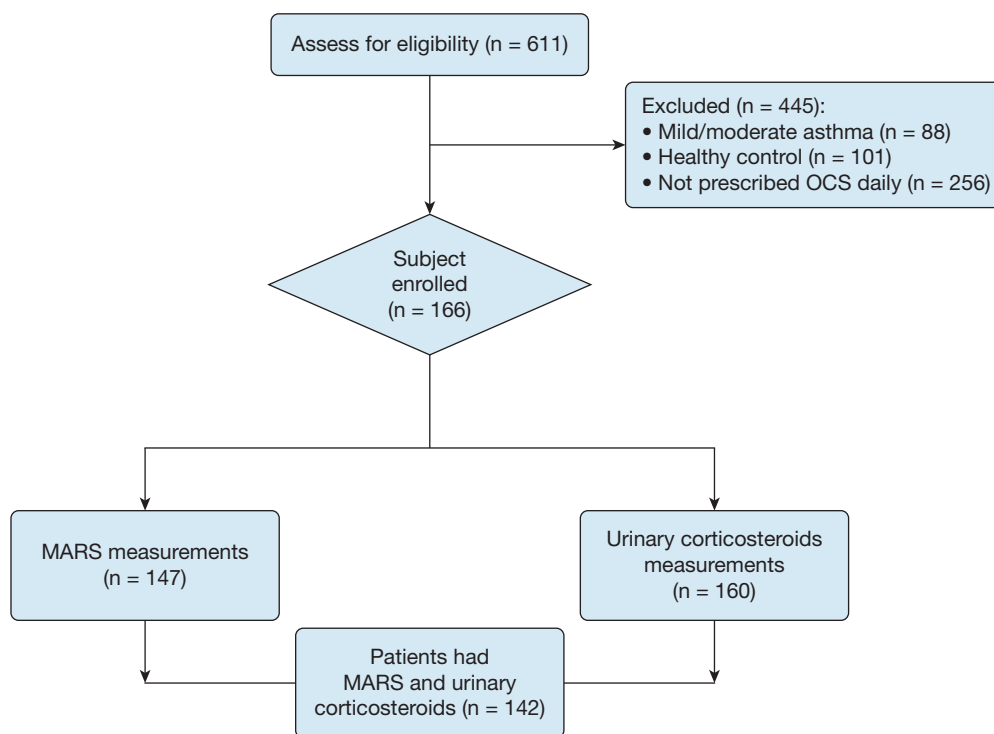 Assess for eligibility (n = 611)
Excluded (n = 445):
• Mild/moderate asthma (n = 88)
• Healthy control (n = 101)
• Not prescribed OCS daily (n = 256)
Subject
enrolled
(n = 166)
MARS measurements
(n = 147)
Urinary corticosteroids
measurements
(n = 160)
Patients had
MARS and urinary
corticosteroids (n = 142)